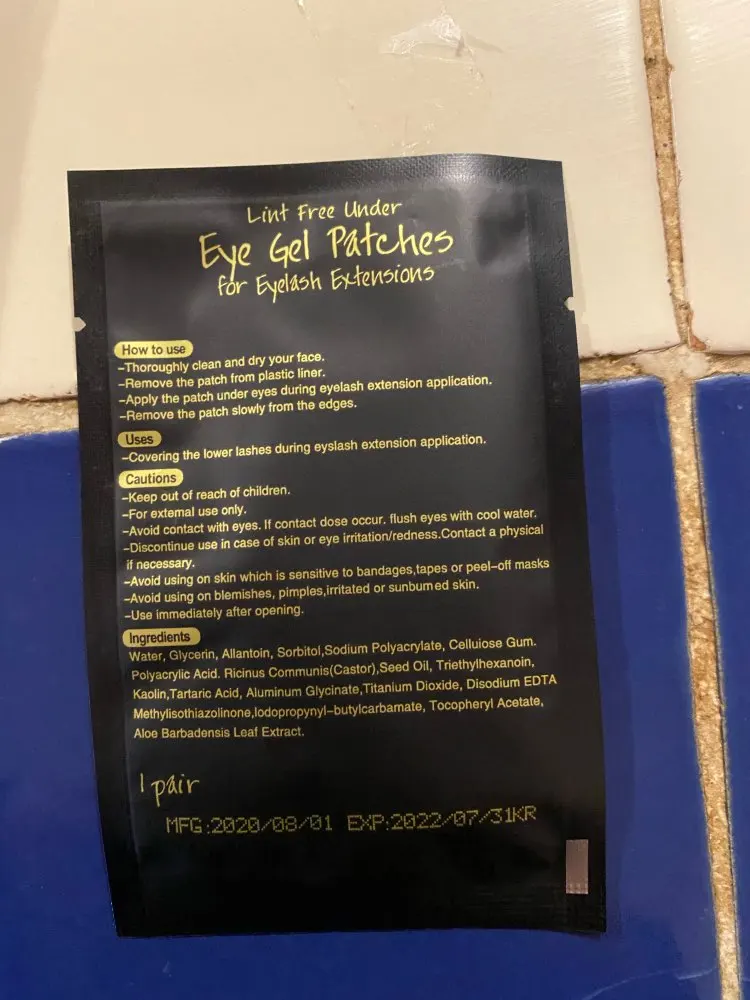 Lint Free Under
Eye Gel Patches
for Eyelash Extensions
How to use
-Thoroughly clean and dry your face.
-Remove the patch from plastic liner.
-Apply the patch under eyes during eyelash extension application.
-Remove the patch slowly from the edges.
Uses
-Covering the lower lashes during eyslash extension application.
Cautions
-Keep out of reach of children.
-For external use only.
-Avoid contact with eyes. If contact dose occur. flush eyes with cool water.
-Discontinue use in case of skin or eye irritation/redness.Contact a physical
if necessary.
-Avoid using on skin which is sensitive to bandages,tapes or peel-off masks
-Avoid using on blemishes, pimples,irritated or sunburned skin.
-Use immediately after opening.
Ingredients
Water, Glycerin, Allantoin, Sorbitol,Sodium Polyacrylate, Celluiose Gum.
Polyacrylic Acid. Ricinus Communis(Castor),Seed Oil, Triethylhexanoin,
Kaolin,Tartaric Acid, Aluminum Glycinate,Titanium Dioxide, Disodium EDTA
Methylisothiazolinone,Iodopropynyl-butylcarbamate, Tocopheryl Acetate,
Aloe Barbadensis Leaf Extract.
1 pair
MFG:2020/08/01 EXP:2022/07/31KR